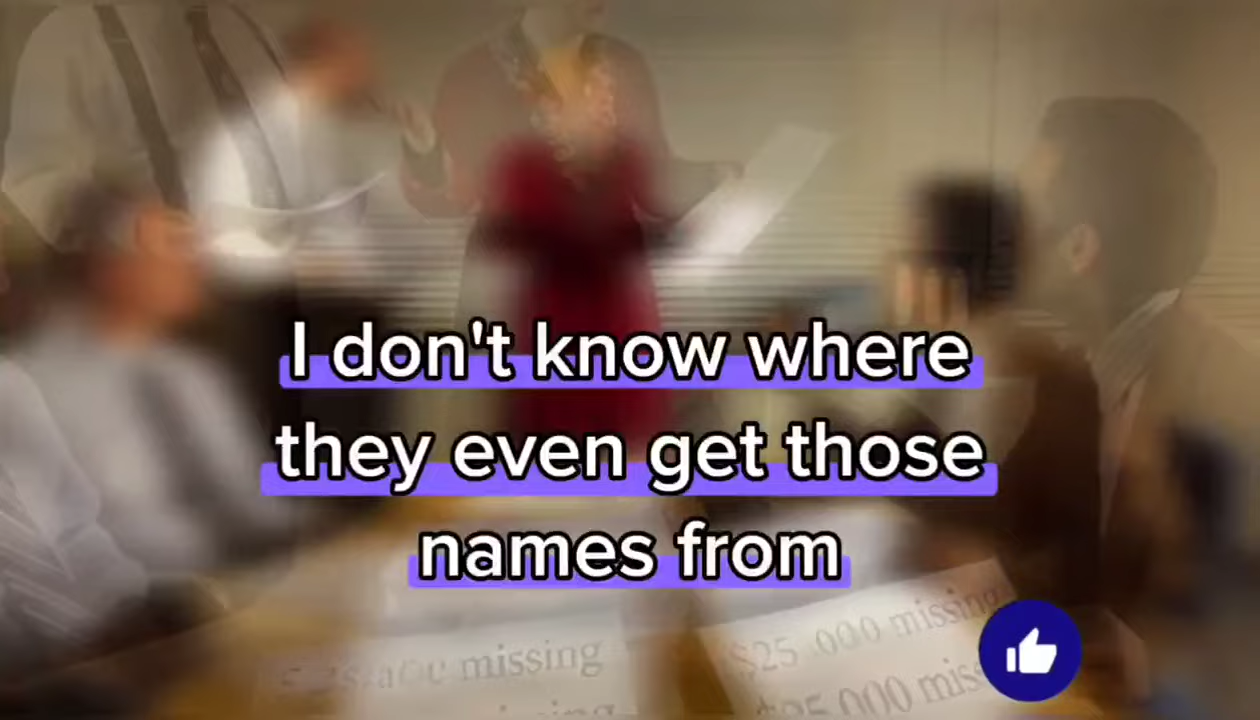 I don't know where
they even get those
names from
missing
$25,000 missing